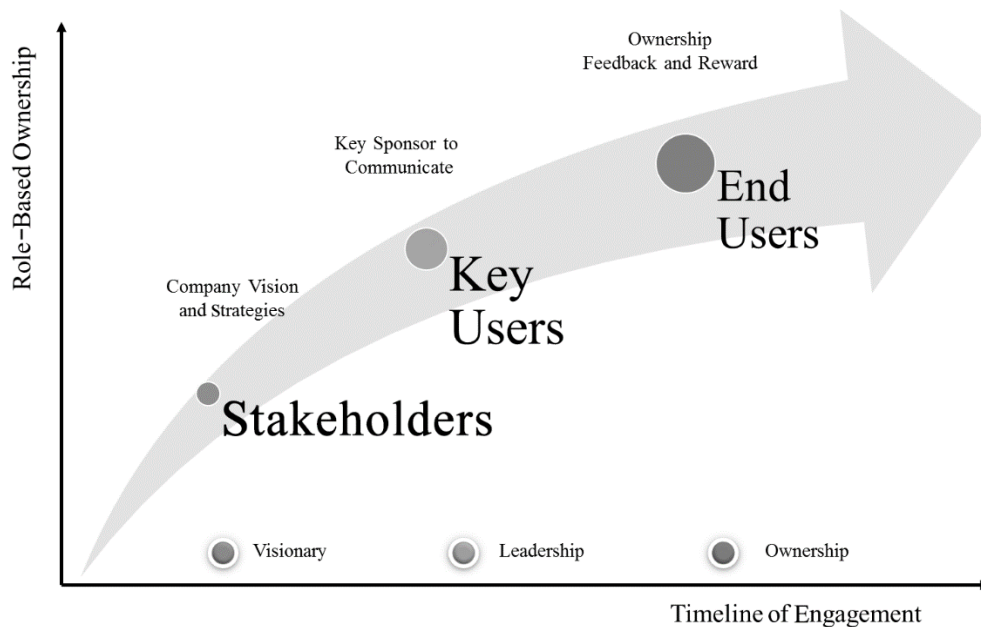 Ownership
Feedback and Reward
Key Sponsor to
Communicate
Company Vision
and Strategies
End
Users
Key
Users
Stakeholders
Role-Based Ownership
Visionary
Leadership
Ownership
Timeline of Engagement